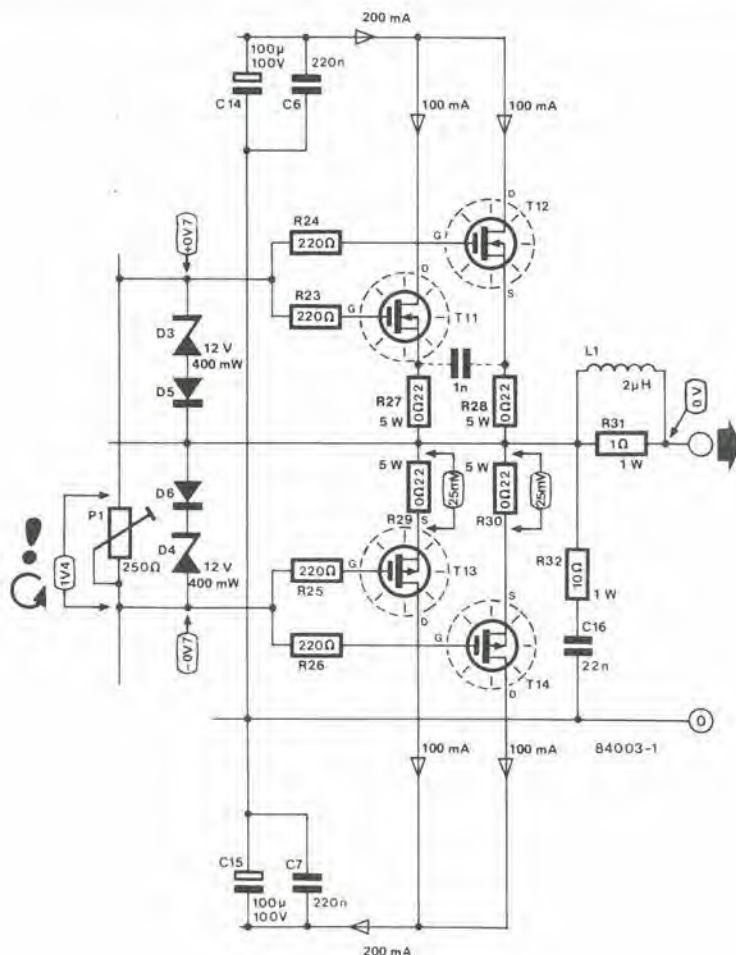 200 mA
100µ
100V
220n
C14
C6
100 mA
100 mA
D
T12
R24
220Ω
G
S
+0V7
R23
220Ω
G
D
T11
D3
12 V
400 mW
L1
2µH
1n
0V
D5
R27
0Ω22
5 W
R28
0Ω22
5 W
R31
1Ω
1 W
D6
5 W
0Ω22
25mV
5 W
0Ω22
25mV
P1
250Ω
1V4
!
D4
12 V
400 mW
R29
S
R30
R32
10Ω
1 W
220Ω
R25
G
T13
D
C16
22n
220Ω
R26
G
S
T14
D
-0V7
0
84003-1
100 mA
100 mA
C15
C7
100µ
100V
220n
200 mA